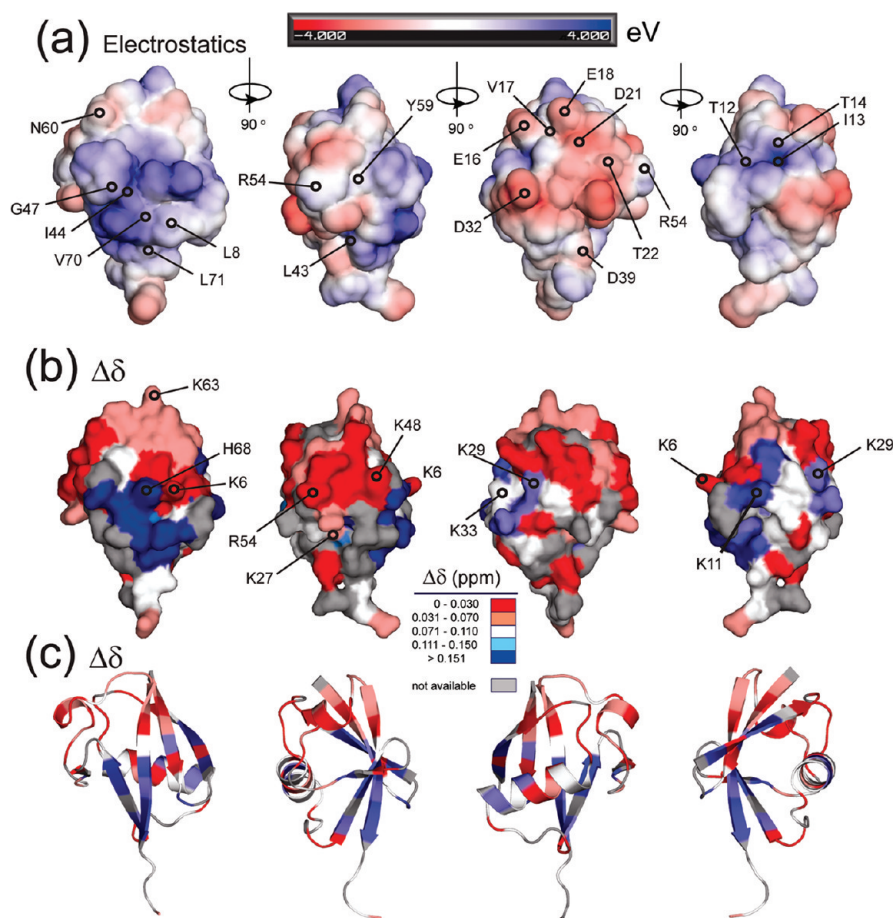 (a) Electrostatics
-4.000 4.000 eV
90 °
90 °
90 °
N60
G47
I44
V70
L71
L8
Y59
R54
L43
V17
E18
D21
E16
D32
R54
T22
D39
T12
T14
I13
(b) Δδ
K63
H68
K6
K48
K6
R54
K27
K29
K33
K6
K29
K11
Δδ (ppm)
0 - 0.030
0.031 - 0.070
0.071 - 0.110
0.111 - 0.150
> 0.151
not available
(c) Δδ